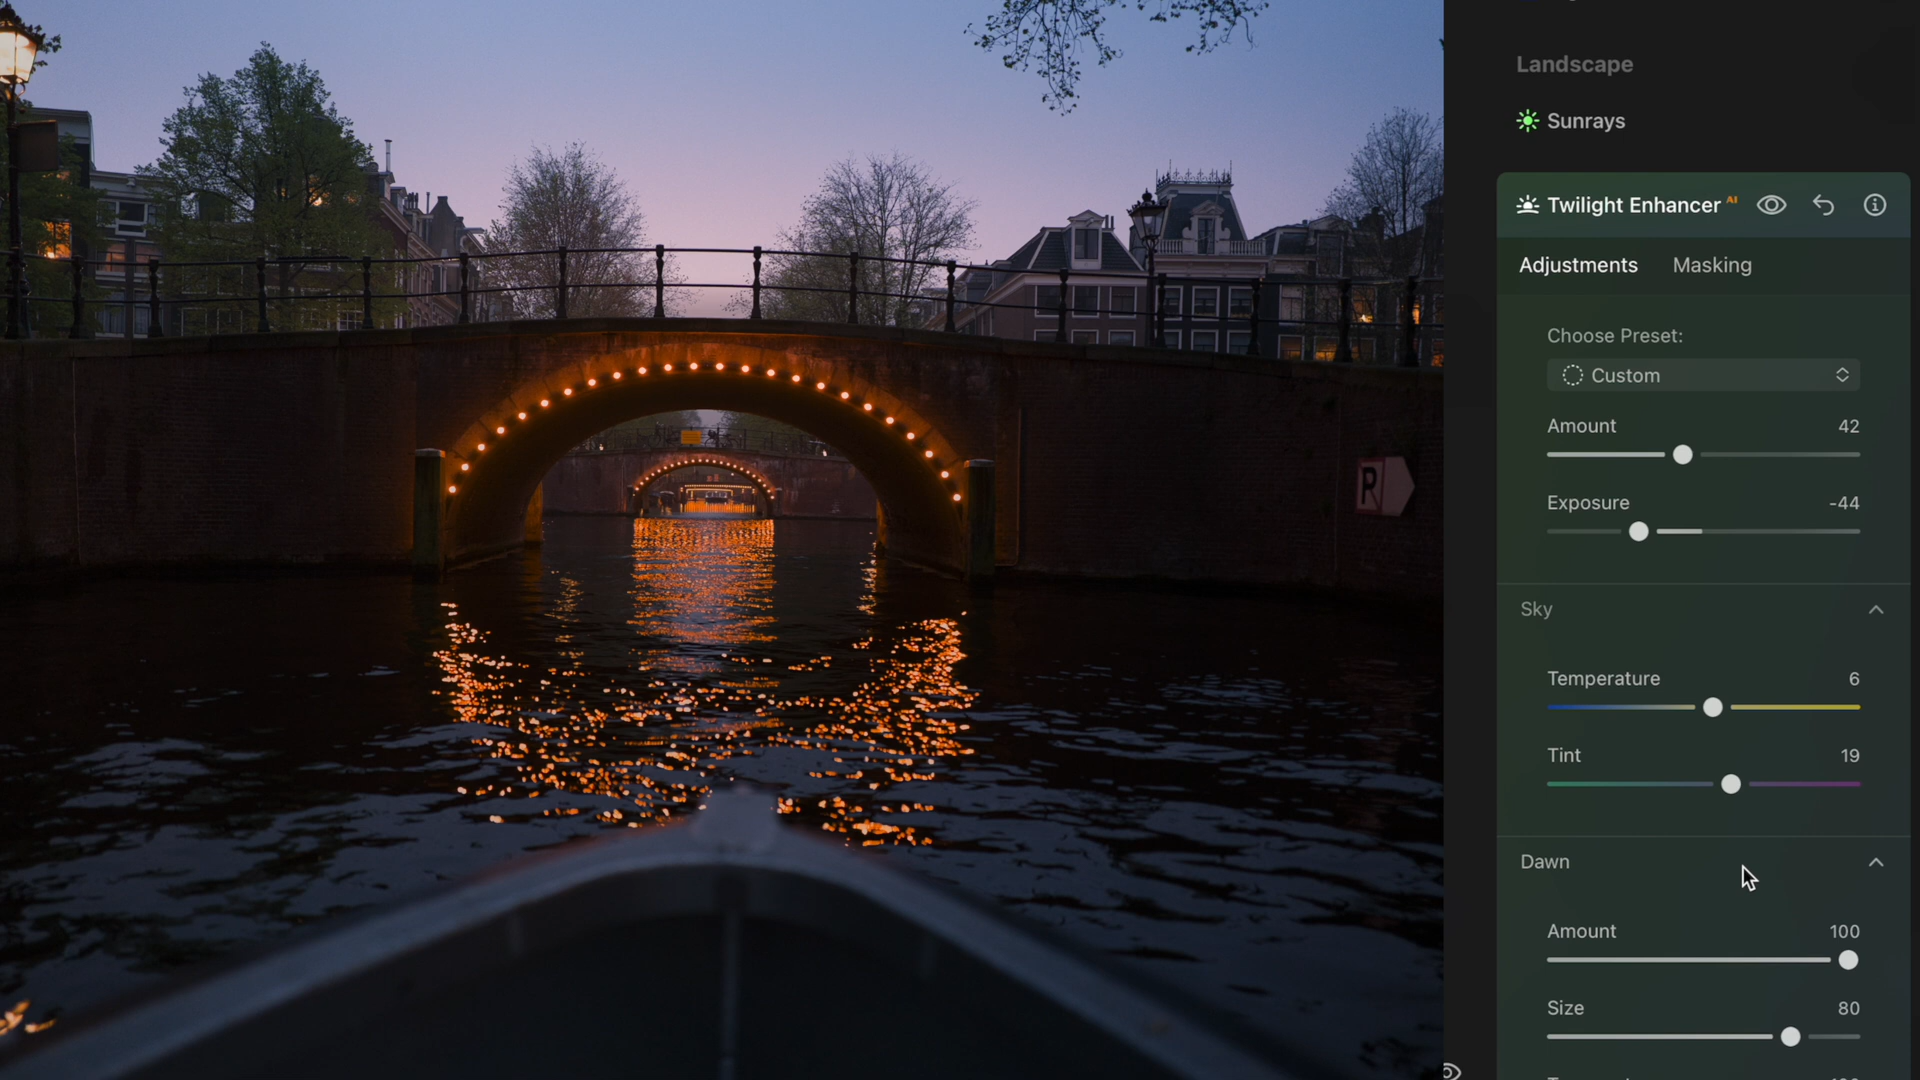 Landscape
Sunrays
Twilight Enhancer AI
Adjustments Masking
Choose Preset:
Custom
Amount 42
Exposure -44
Sky
Temperature 6
Tint 19
Dawn
Amount 100
Size 80
R